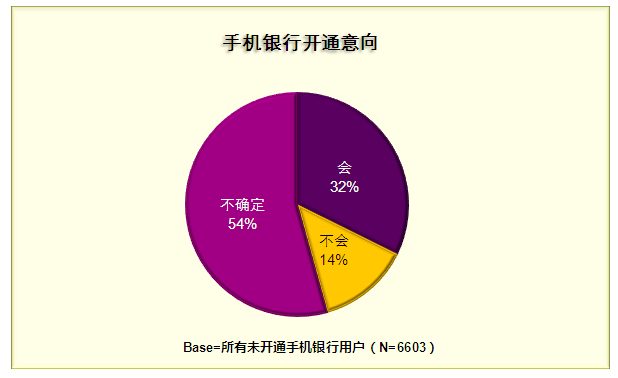 手机银行开通意向
会
32%
不会
14%
不确定
54%
Base=所有未开通手机银行用户（N=6603）